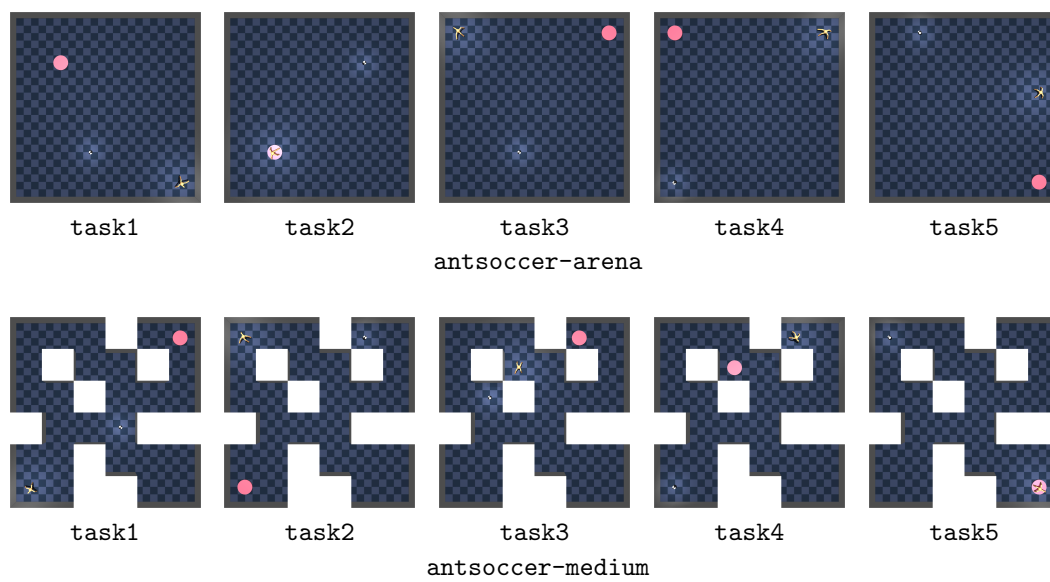 task1 task2 task3 task4 task5
antsoccer-arena
task1 task2 task3 task4 task5
antsoccer-medium